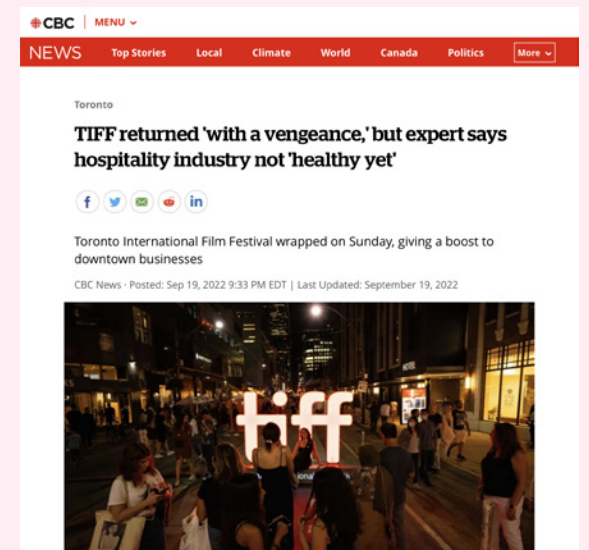 CBC MENU
NEWS Top Stories Local Climate World Canada Politics More
Toronto
TIFF returned 'with a vengeance,' but expert says
hospitality industry not 'healthy yet'
Toronto International Film Festival wrapped on Sunday, giving a boost to
downtown businesses
CBC News · Posted: Sep 19, 2022 9:33 PM EDT | Last Updated: September 19, 2022
tiff